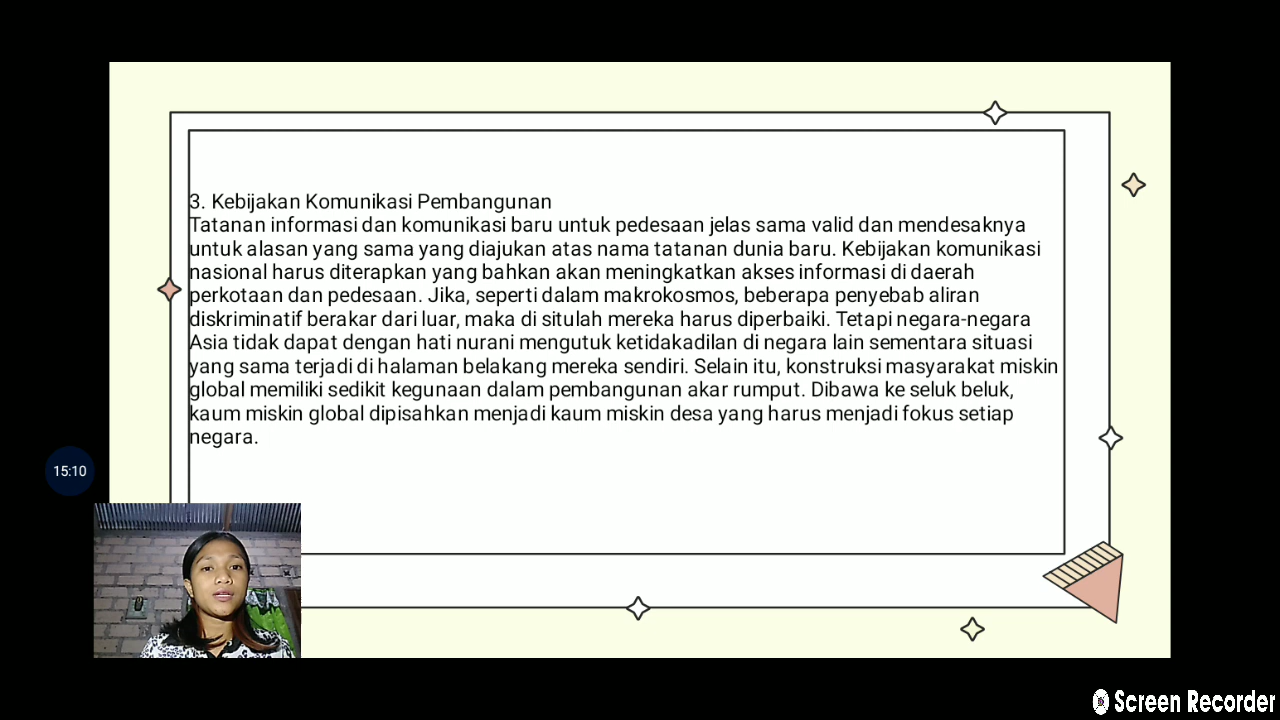 3. Kebijakan Komunikasi Pembangunan
Tatanan informasi dan komunikasi baru untuk pedesaan jelas sama valid dan mendesaknya
untuk alasan yang sama yang diajukan atas nama tatanan dunia baru. Kebijakan komunikasi
nasional harus diterapkan yang bahkan akan meningkatkan akses informasi di daerah
perkotaan dan pedesaan. Jika, seperti dalam makrokosmos, beberapa penyebab aliran
diskriminatif berakar dari luar, maka di situlah mereka harus diperbaiki. Tetapi negara-negara
Asia tidak dapat dengan hati nurani mengutuk ketidakadilan di negara lain sementara situasi
yang sama terjadi di halaman belakang mereka sendiri. Selain itu, konstruksi masyarakat miskin
global memiliki sedikit kegunaan dalam pembangunan akar rumput. Dibawa ke seluk beluk,
kaum miskin global dipisahkan menjadi kaum miskin desa yang harus menjadi fokus setiap
negara.
15:10
Screen Recorder